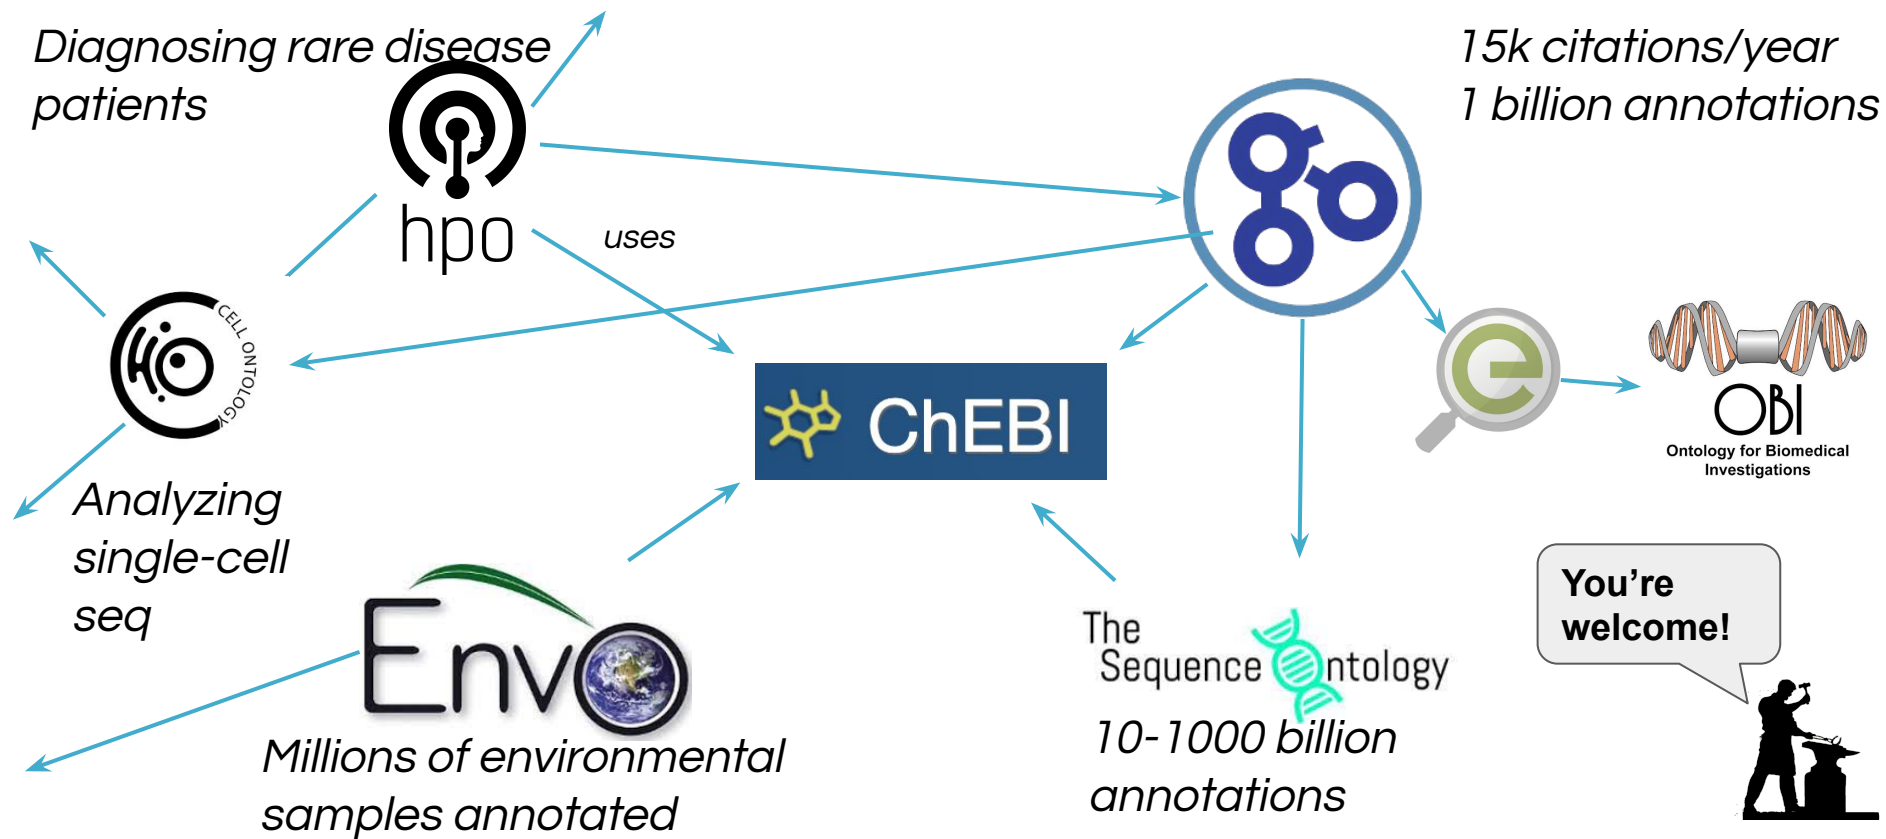 Diagnosing rare disease
patients
15k citations/year
1 billion annotations
hpo
uses
CELL ONTOLOGY
ChEBI
e
OBI
Ontology for Biomedical
Investigations
Analyzing
single-cell
seq
You’re
welcome!
EnvO
The
Sequence Ontology
Millions of environmental
samples annotated
10-1000 billion
annotations